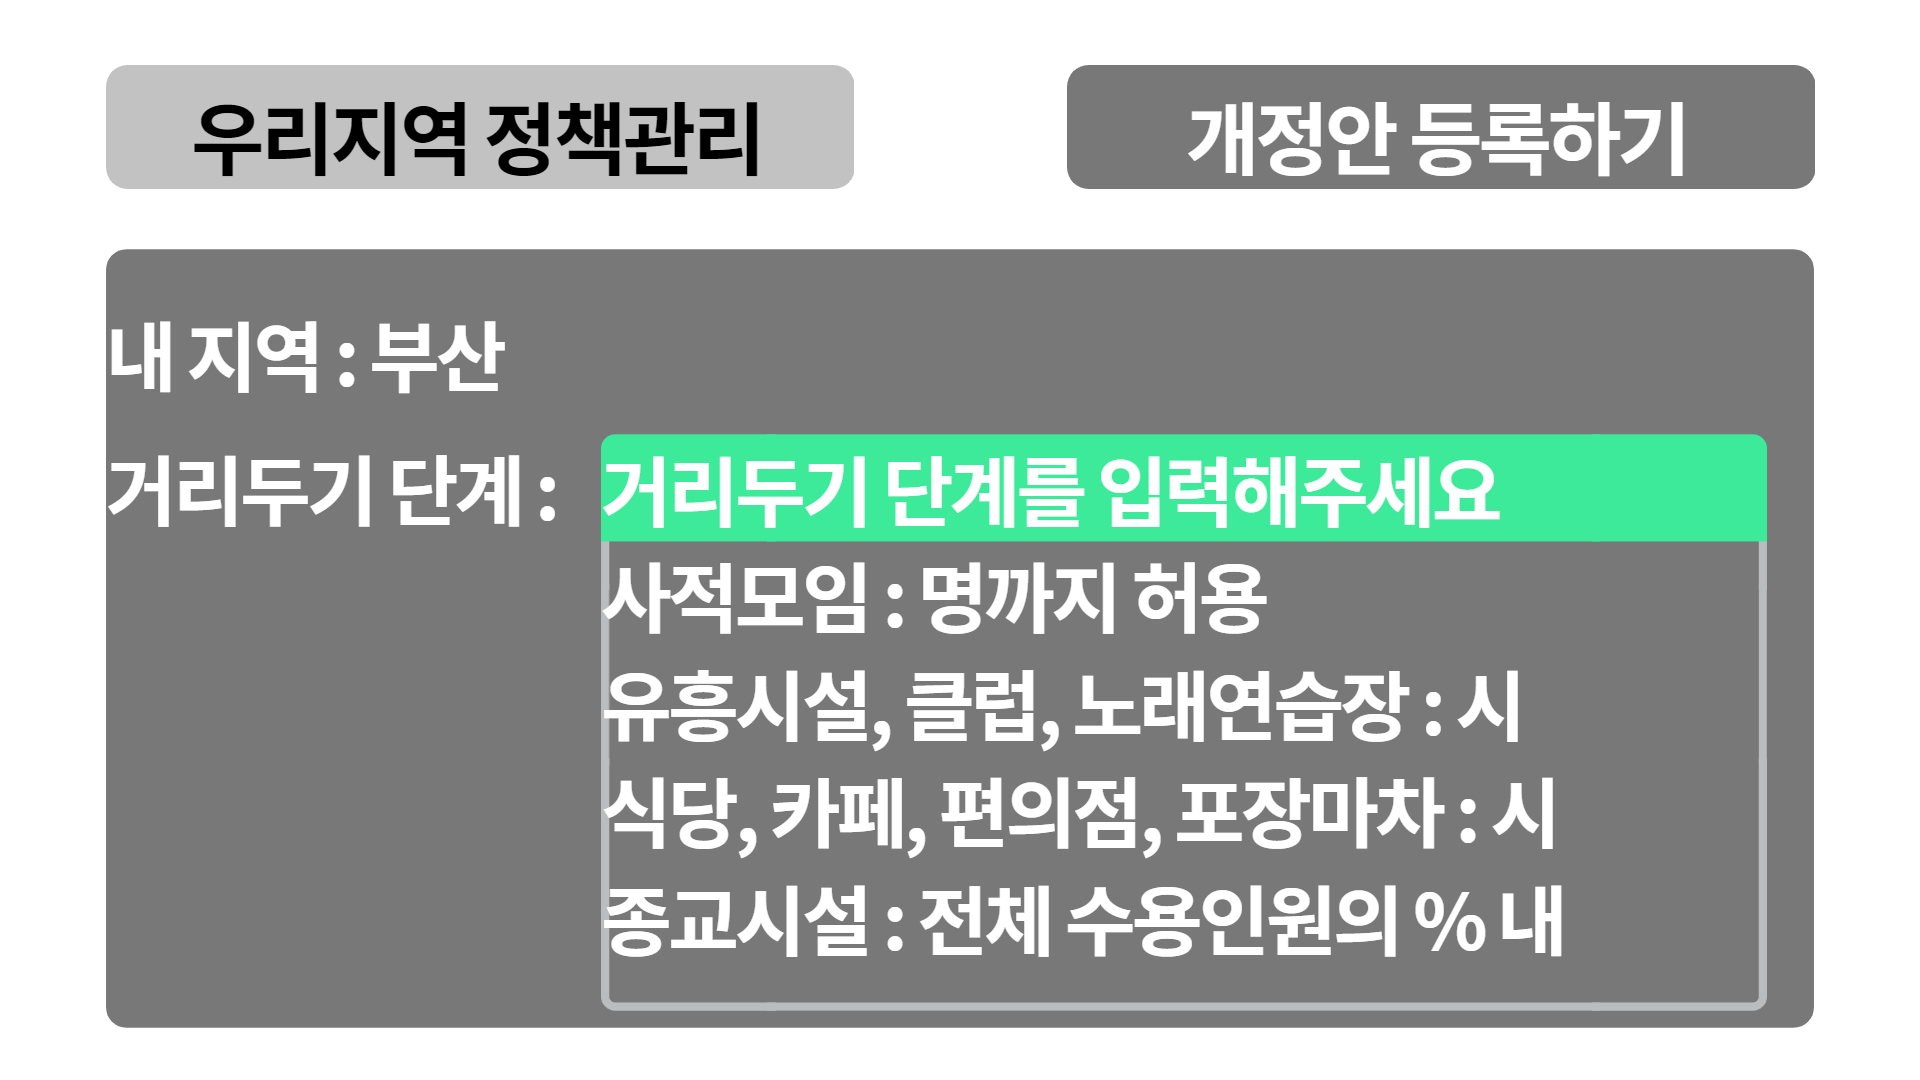 우리지역 정책관리
개정안 등록하기
내 지역 : 부산
거리두기 단계 :
거리두기 단계를 입력해주세요
사적모임 : 명까지 허용
유흥시설, 클럽, 노래연습장 : 시
식당, 카페, 편의점, 포장마차 : 시
종교시설 : 전체 수용인원의 % 내